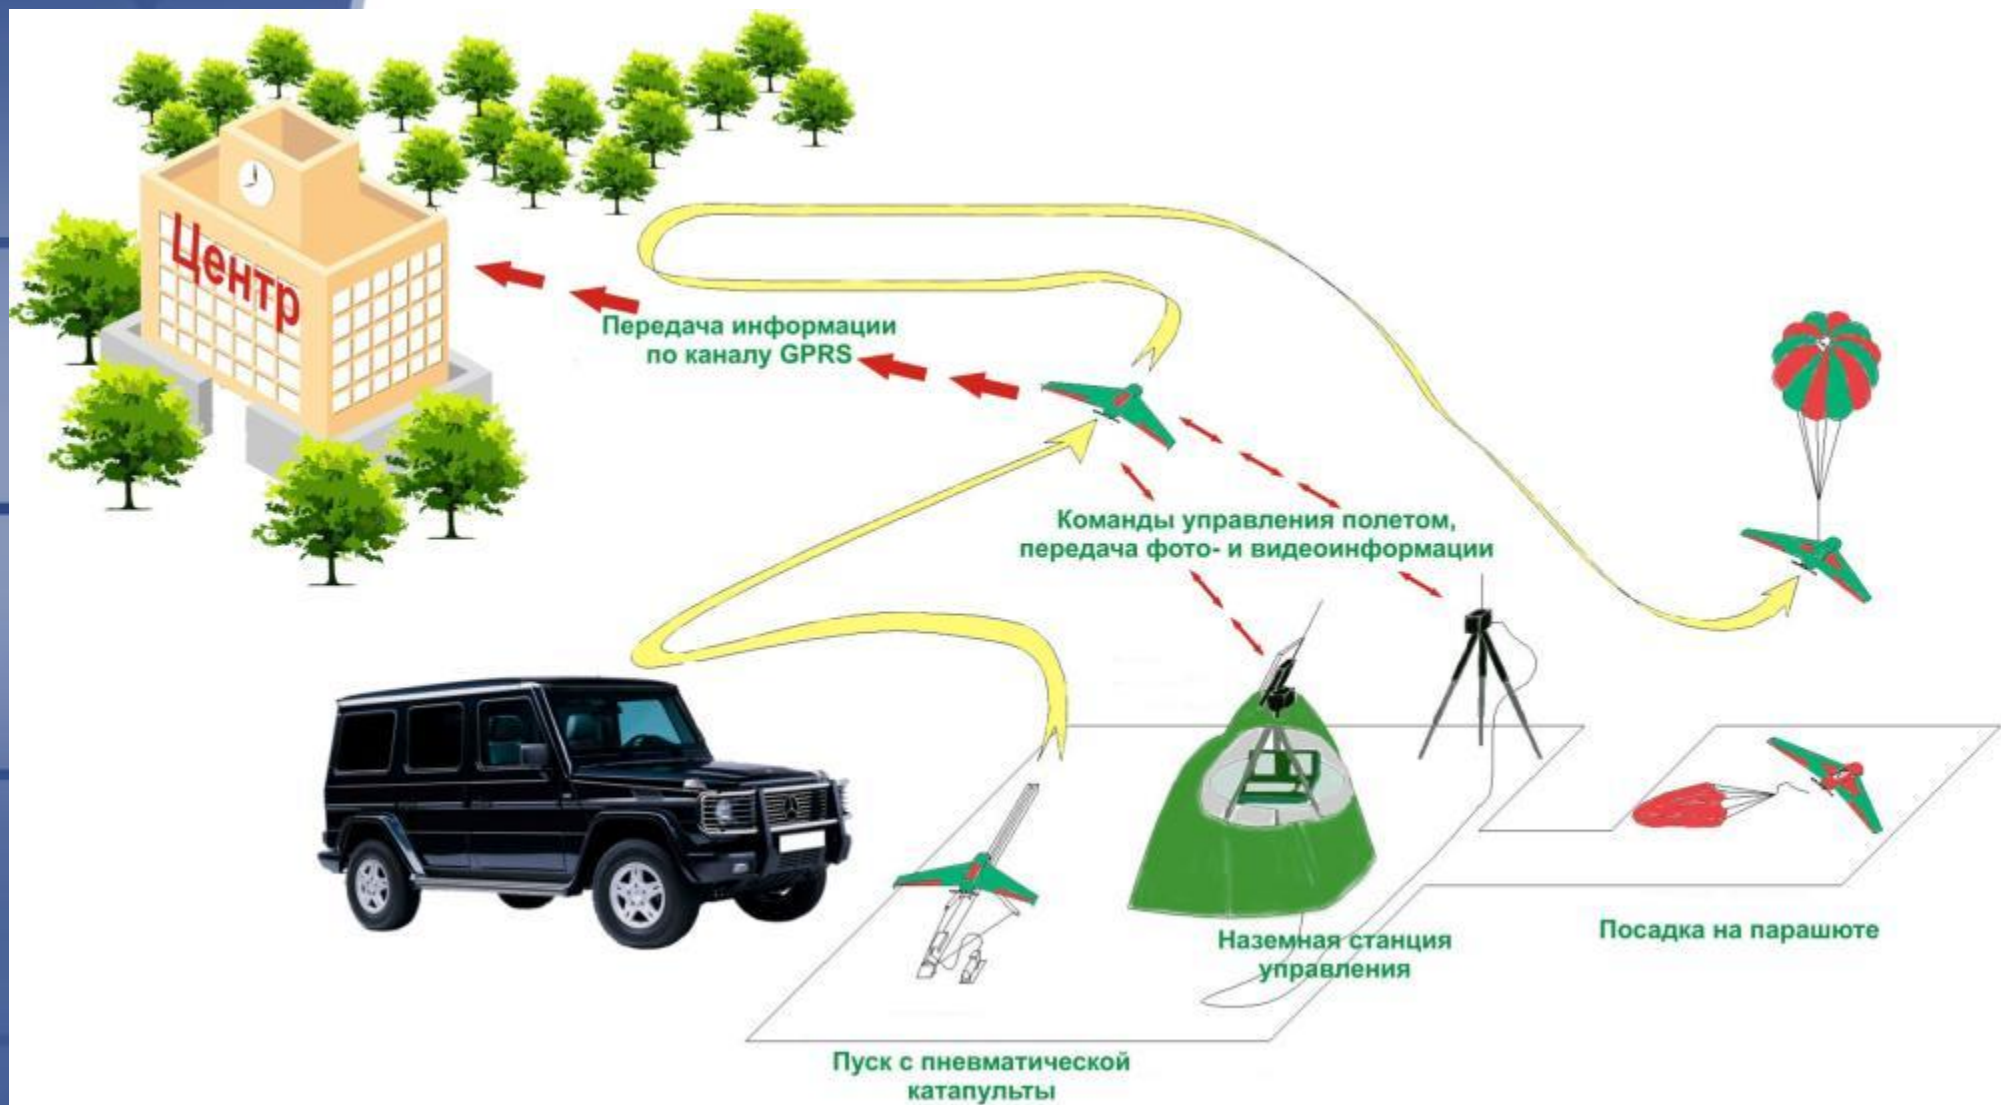 Центр
Передача информации
по каналу GPRS
Команды управления полетом,
передача фото- и видеоинформации
Наземная станция
управления
Посадка на парашюте
Пуск с пневматической
катапульты